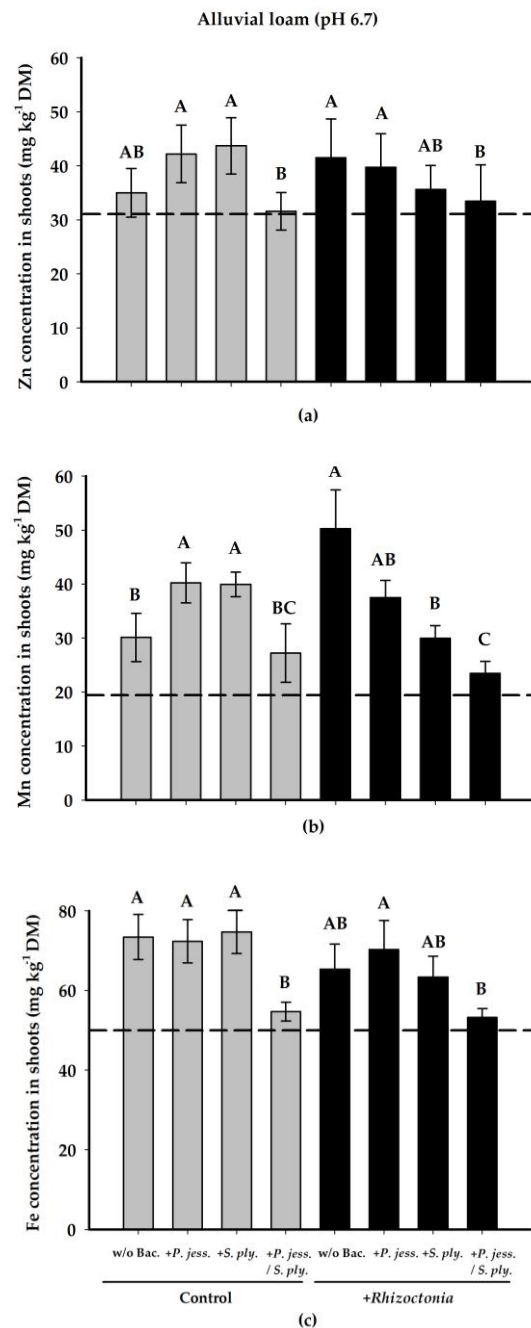 Alluvial loam (pH 6.7)
Zn concentration in shoots (mg kg⁻¹ DM)
60
50
40
30
20
10
0
AB
A
A
B
A
A
AB
B
(a)
Mn concentration in shoots (mg kg⁻¹ DM)
60
50
40
30
20
10
0
B
A
A
BC
A
AB
B
C
(b)
Fe concentration in shoots (mg kg⁻¹ DM)
80
60
40
20
0
A
A
A
B
AB
A
AB
B
w/o Bac. +P. jess. +S. ply. +P. jess. w/o Bac. +P. jess. +S. ply. +P. jess.
/ S. ply. / S. ply.
Control +Rhizoctonia
(c)